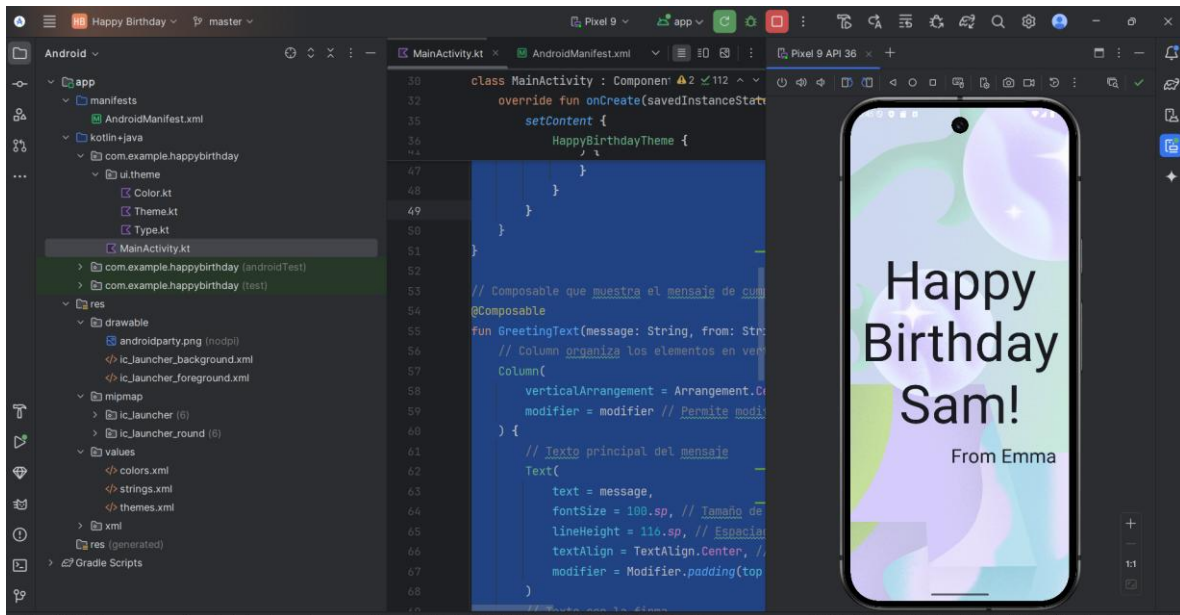 HB Happy Birthday
master
Pixel 9
app
Android
MainActivity.kt
AndroidManifest.xml
Pixel 9 API 36
app
manifests
AndroidManifest.xml
kotlin+java
com.example.happybirthday
ui.theme
Color.kt
Theme.kt
Type.kt
MainActivity.kt
com.example.happybirthday (androidTest)
com.example.happybirthday (test)
res
drawable
androidparty.png (nodpi)
ic_launcher_background.xml
ic_launcher_foreground.xml
mipmap
ic_launcher (6)
ic_launcher_round (6)
values
colors.xml
strings.xml
themes.xml
xml
res (generated)
Gradle Scripts
2 112
30 class MainActivity :
32 override fun onCreate(
35 setContent {
36 HappyBirthdayTheme {
47 }
48 }
49 }
50 }
51 }
52
53 // Composable que muestra el mensaje de
54 @Composable
55 fun GreetingText(message: String, from:
56 // Column organiza los elementos en
57 Column(
58 verticalArrangement =
59 modifier = modifier // Permite
60 ) {
61 // Texto principal del mensaje
62 Text(
63 text = message,
64 fontSize = 100.sp, // Tamaño de
65 lineHeight = 116.sp, //
66 textAlign = TextAlign.Center, //
67 modifier = Modifier.padding(top
68 )
// Texto con la firma
Happy
Birthday
Sam!
From Emma
1:1